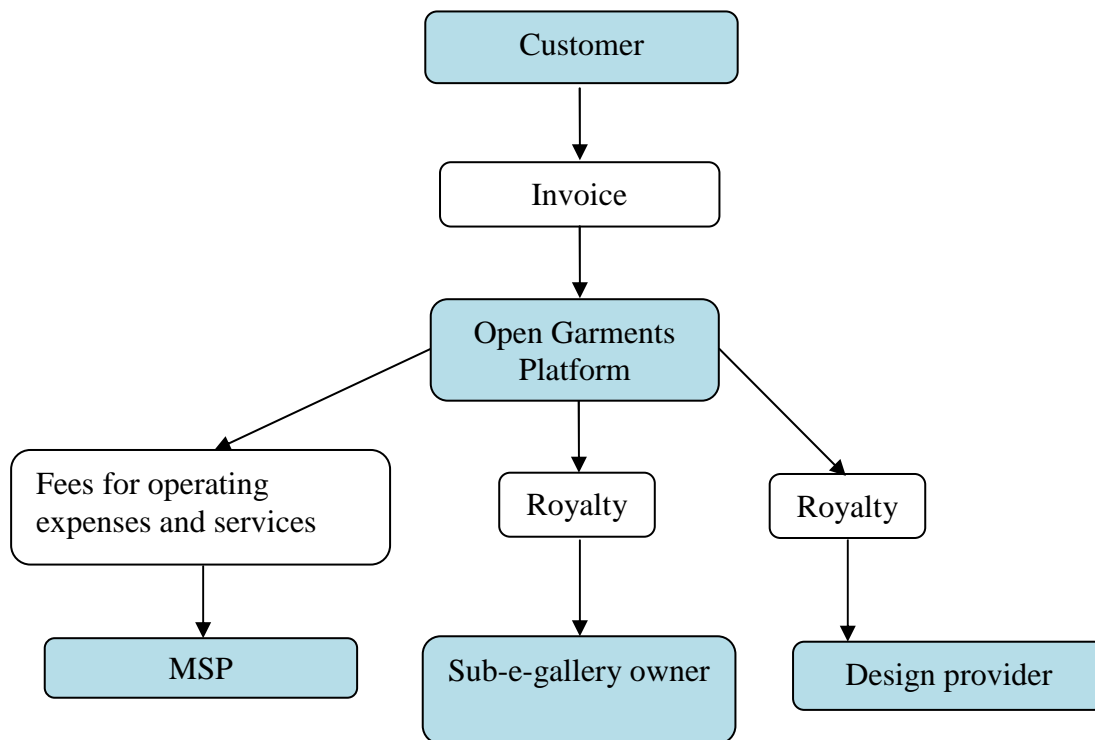 Customer
Invoice
Open Garments
Platform
Fees for operating
expenses and services
Royalty
Royalty
MSP
Sub-e-gallery owner
Design provider